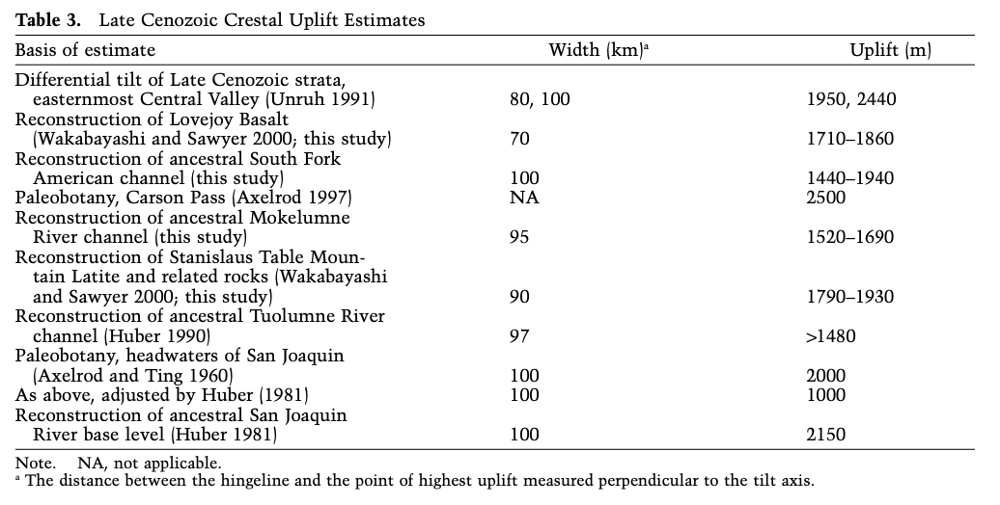 Table 3. Late Cenozoic Crestal Uplift Estimates
Basis of estimate Width (km)a Uplift (m)
Differential tilt of Late Cenozoic strata,
easternmost Central Valley (Unruh 1991) 80, 100 1950, 2440
Reconstruction of Lovejoy Basalt
(Wakabayashi and Sawyer 2000; this study) 70 1710–1860
Reconstruction of ancestral South Fork
American channel (this study) 100 1440–1940
Paleobotany, Carson Pass (Axelrod 1997) NA 2500
Reconstruction of ancestral Mokelumne
River channel (this study) 95 1520–1690
Reconstruction of Stanislaus Table Moun-
tain Latite and related rocks (Wakabayashi
and Sawyer 2000; this study) 90 1790–1930
Reconstruction of ancestral Tuolumne River
channel (Huber 1990) 97 >1480
Paleobotany, headwaters of San Joaquin
(Axelrod and Ting 1960) 100 2000
As above, adjusted by Huber (1981) 100 1000
Reconstruction of ancestral San Joaquin
River base level (Huber 1981) 100 2150
Note. NA, not applicable.
a The distance between the hingeline and the point of highest uplift measured perpendicular to the tilt axis.